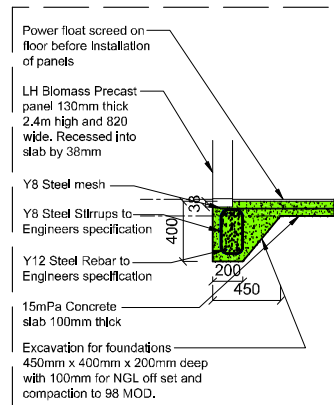 Power float screed on
floor before Installation
of panels
LH Biomass Precast
panel 130mm thick
2.4m high and 820
wide. Recessed into
slab by 38mm
Y8 Steel mesh
Y8 Steel Stirrups to
Engineers specification
Y12 Steel Rebar to
Engineers specification
15mPa Concrete
slab 100mm thick
Excavation for foundations
450mm x 400mm x 200mm deep
with 100mm for NGL off set and
compaction to 98 MOD.
38
400
200
450